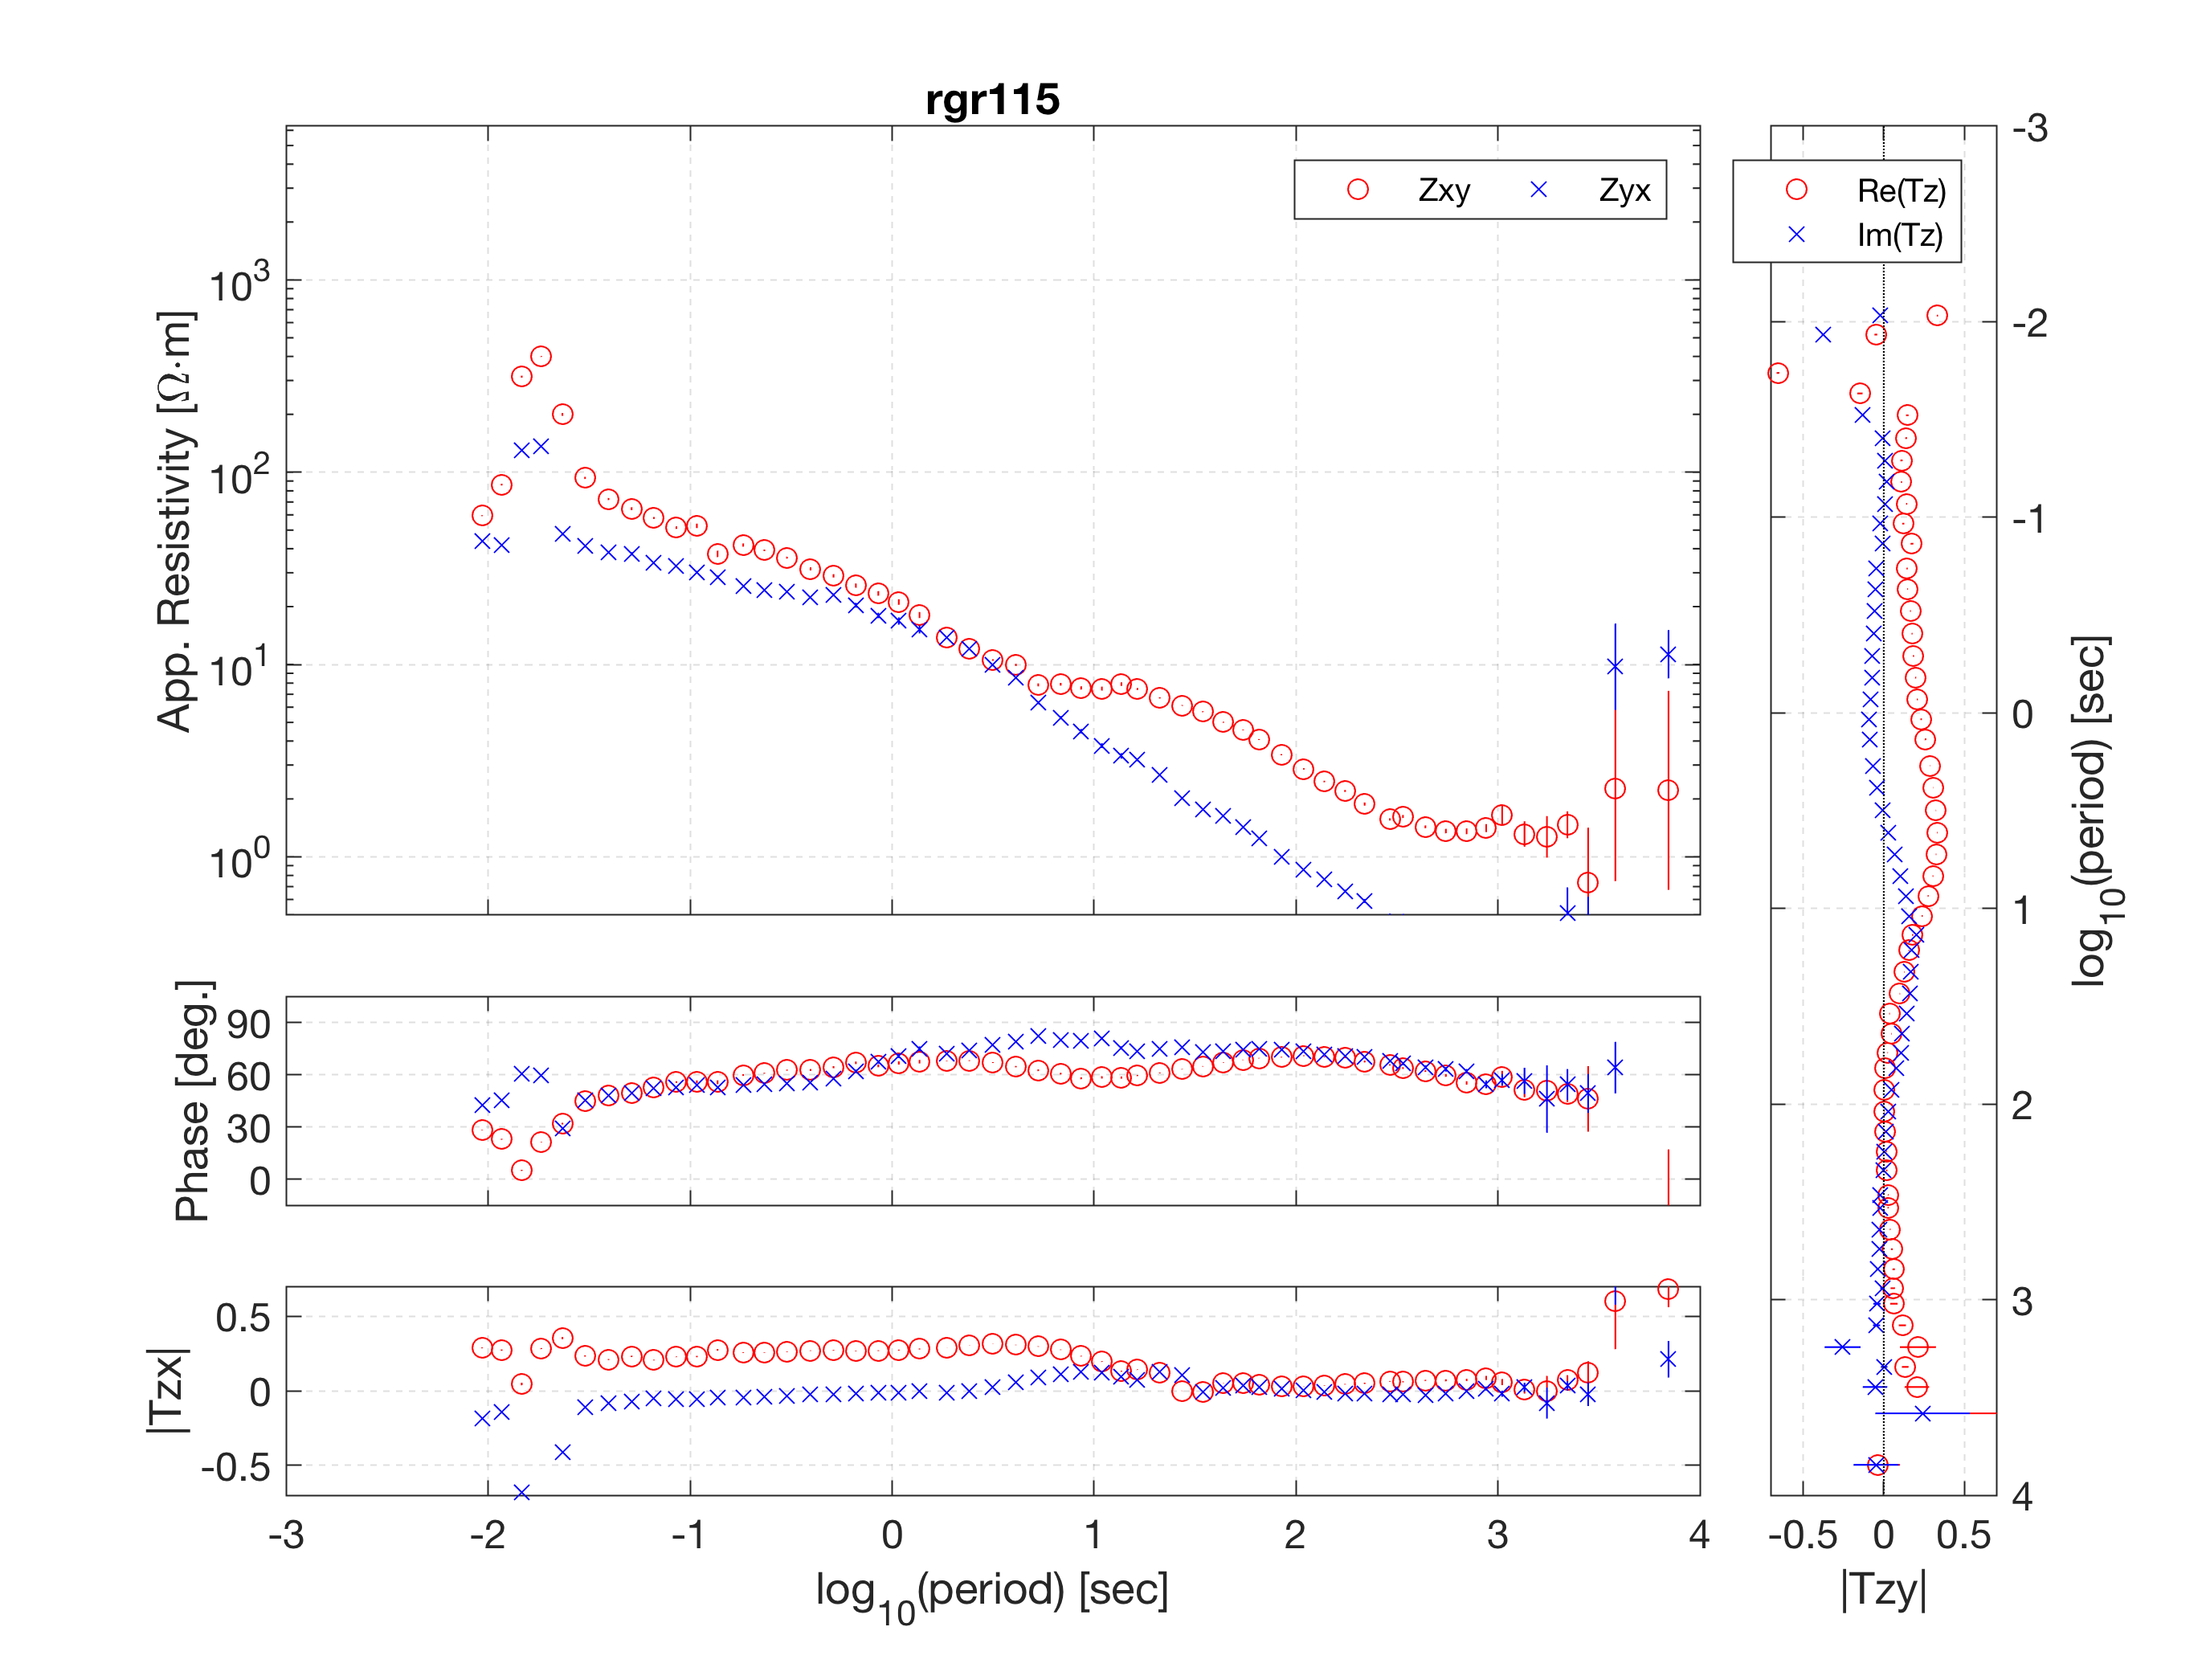 rgr115
App. Resistivity [Ω·m]
10³
10²
10¹
10⁰
Zxy Zyx
Phase [deg.]
90
60
30
0
|Tzx|
0.5
0
-0.5
-3 -2 -1 0 1 2 3 4
log₁₀(period) [sec]
Re(Tz)
Im(Tz)
-3
-2
-1
0
1
2
3
4
log₁₀(period) [sec]
-0.5 0 0.5
|Tzy|